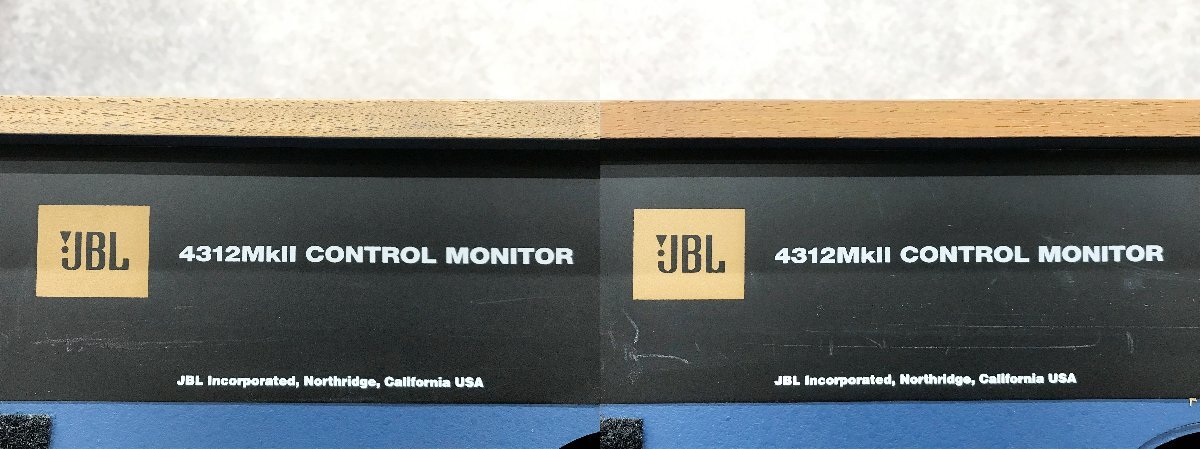 JBL
4312MkII CONTROL MONITOR
JBL Incorporated, Northridge, California USA
JBL
4312MkII CONTROL MONITOR
JBL Incorporated, Northridge, California USA